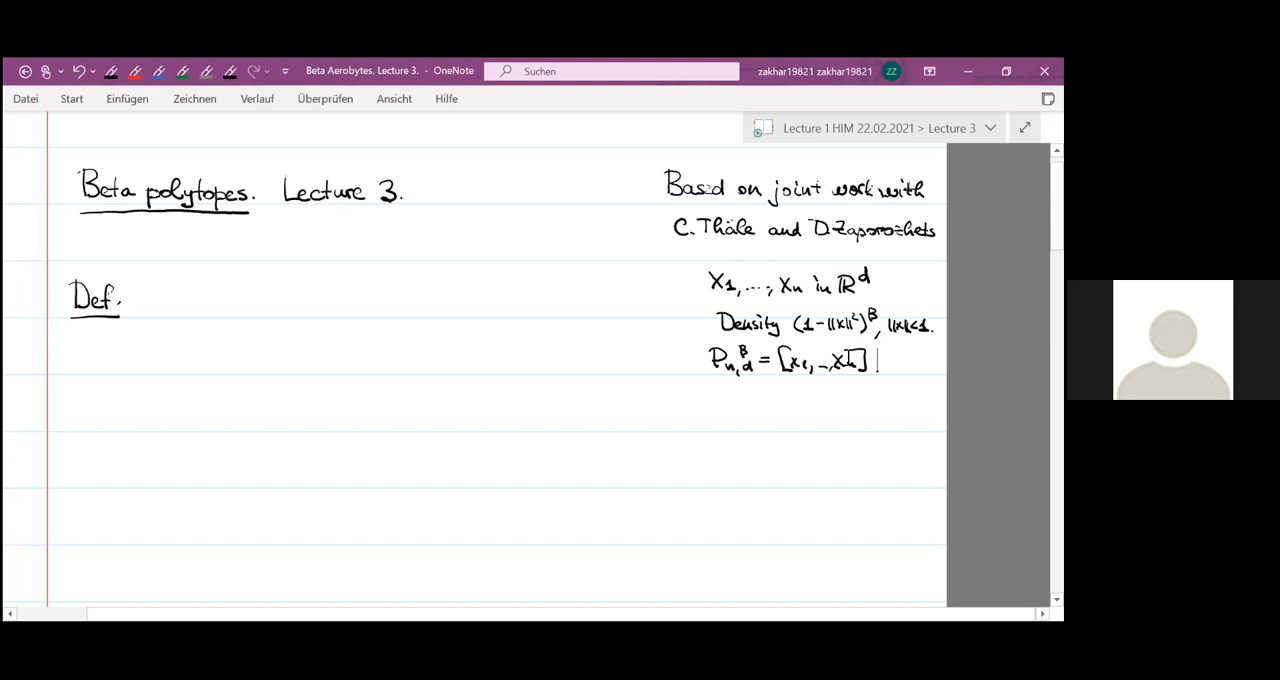 Beta Aerobytes. Lecture 3. - OneNote
Suchen
zakhar19821 zakhar19821
ZZ
Datei Start Einfügen Zeichnen Verlauf Überprüfen Ansicht Hilfe
Lecture 1 HIM 22.02.2021 > Lecture 3
Beta polytopes. Lecture 3.
Based on joint work with
C. Thäle and D. Zaporozhets
Def.
X₁, ..., Xₙ in ℝᵈ
Density (1-||x||²)^β, ||x||<1.
P_{n,d}^β = [X₁, ..., Xₙ]